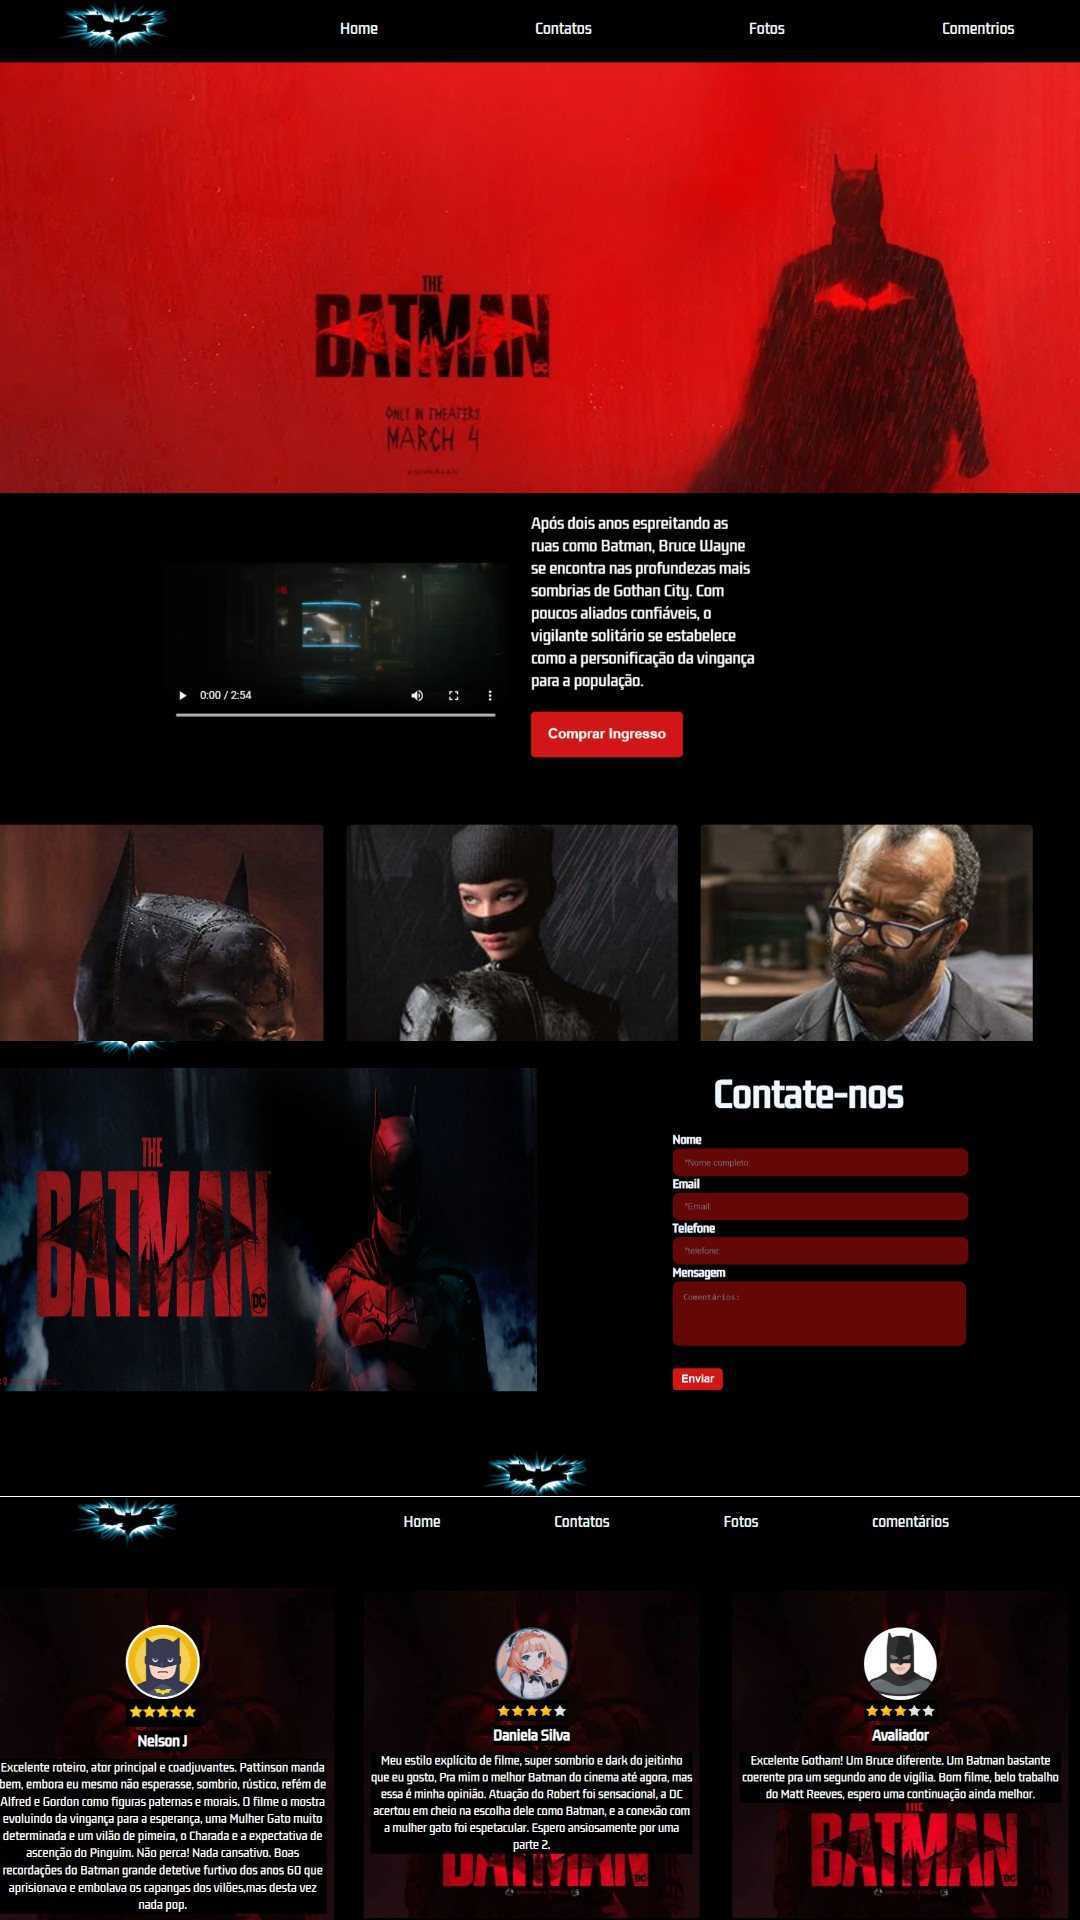 Home
Contatos
Fotos
Comentrios
THE
BATMAN
DC
ONLY IN THEATERS
MARCH 4
Após dois anos espreitando as
ruas como Batman, Bruce Wayne
se encontra nas profundezas mais
sombrias de Gothan City. Com
poucos aliados confiáveis, o
vigilante solitário se estabelece
como a personificação da vingança
para a população.
0:00 / 2:54
Comprar Ingresso
THE
BATMAN
DC
Contate-nos
Nome
*Nome completo:
Email
*Email:
Telefone
*telefone:
Mensagem
Comentários:
Enviar
Home
Contatos
Fotos
comentários
Nelson J
Excelente roteiro, ator principal e coadjuvantes. Pattinson manda
bem, embora eu mesmo não esperasse, sombrio, rústico, refém de
Alfred e Gordon como figuras paternas e morais. O filme o mostra
evoluindo da vingança para a esperança, uma Mulher Gato muito
determinada e um vilão de pimeira, o Charada e a expectativa de
ascenção do Pinguim. Não perca! Nada cansativo. Boas
recordações do Batman grande detetive furtivo dos anos 60 que
aprisionava e embolava os capangas dos vilões,mas desta vez
nada pop.
Daniela Silva
Meu estilo explícito de filme, super sombrio e dark do jeitinho
que eu gosto, Pra mim o melhor Batman do cinema até agora, mas
essa é minha opinião. Atuação do Robert foi sensacional, a DC
acertou em cheio na escolha dele como Batman, e a conexão com
a mulher gato foi espetacular. Espero ansiosamente por uma
parte 2.
BATMAN
DC
Avaliador
Excelente Gotham! Um Bruce diferente. Um Batman bastante
coerente pra um segundo ano de vigília. Bom filme, belo trabalho
do Matt Reeves, espero uma continuação ainda melhor.
THE
BATMAN
DC